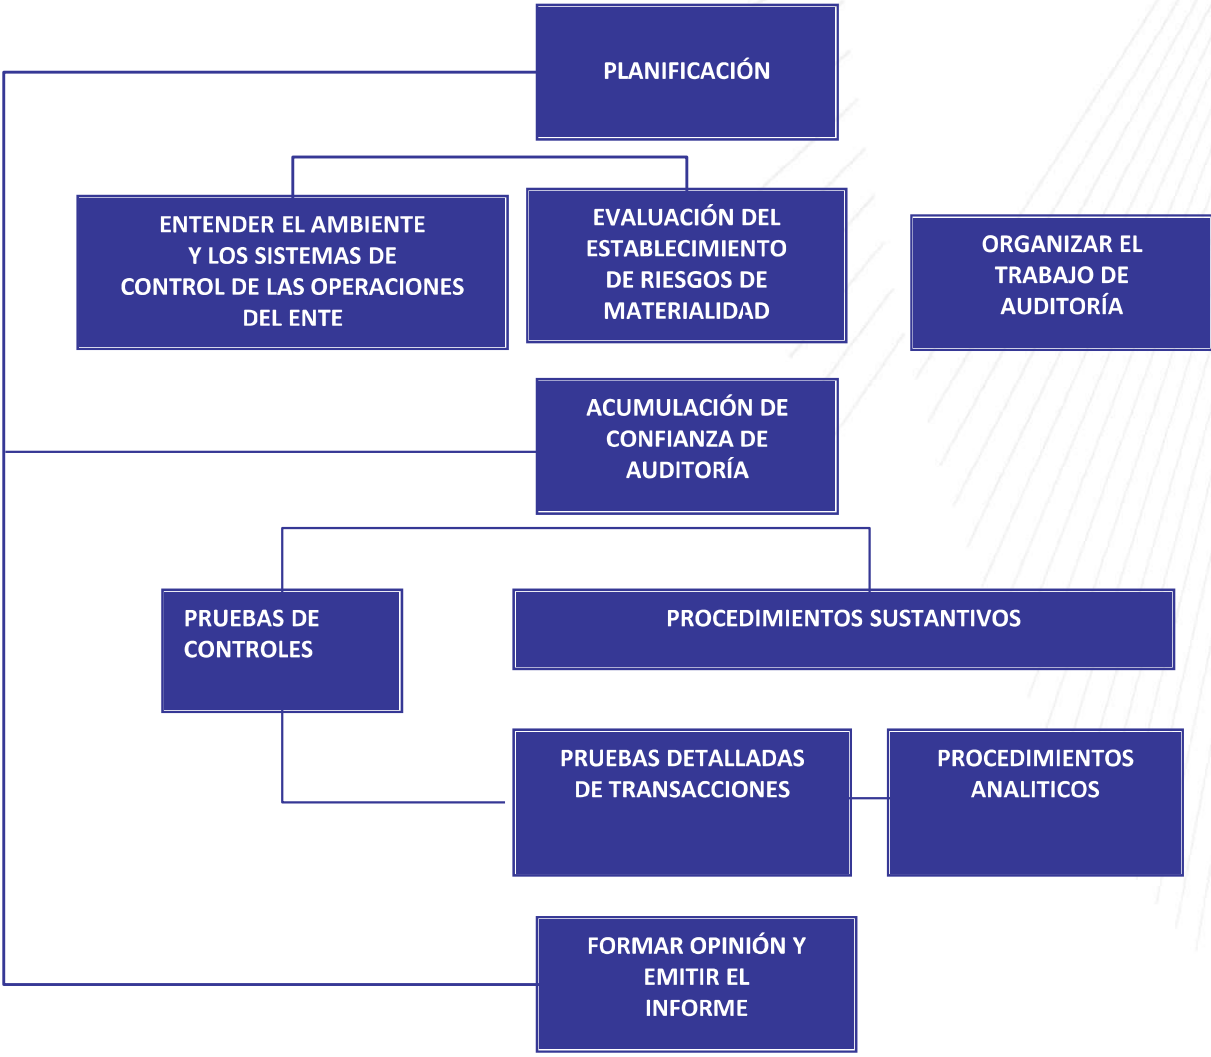 PLANIFICACIÓN
ENTENDER EL AMBIENTE
Y LOS SISTEMAS DE
CONTROL DE LAS OPERACIONES
DEL ENTE
EVALUACIÓN DEL
ESTABLECIMIENTO
DE RIESGOS DE
MATERIALIDAD
ORGANIZAR EL
TRABAJO DE
AUDITORÍA
ACUMULACIÓN DE
CONFIANZA DE
AUDITORÍA
PRUEBAS DE
CONTROLES
PROCEDIMIENTOS SUSTANTIVOS
PRUEBAS DETALLADAS
DE TRANSACCIONES
PROCEDIMIENTOS
ANALITICOS
FORMAR OPINIÓN Y
EMITIR EL
INFORME